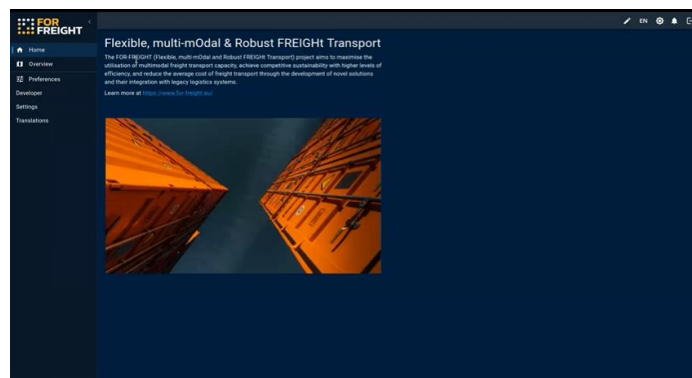 FOR
FREIGHT
Home
Overview
Preferences
Developer
Settings
Translations
EN
Flexible, multi-mOdal & Robust FREIGHt Transport
The FOR-FREIGHT (Flexible, multi-mOdal and Robust FREIGHt Transport) project aims to maximise the
utilisation of multimodal freight transport capacity, achieve competitive sustainability with higher levels of
efficiency, and reduce the average cost of freight transport through the development of novel solutions
and their integration with legacy logistics systems.
Learn more at https://www.for-freight.eu/